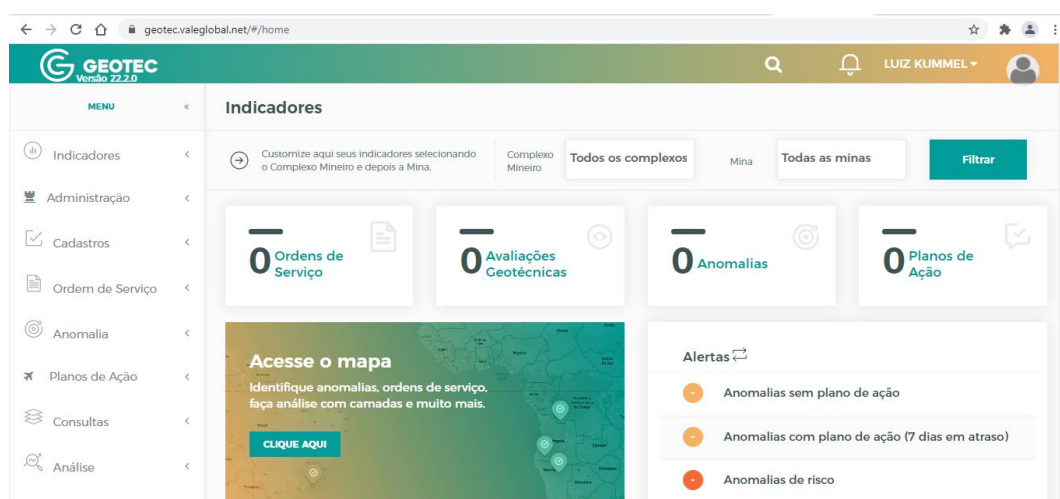 geotec.valeglobal.net/#/home
GEOTEC
Versão 22.2.0
LUIZ KUMMEL
MENU
«
Indicadores
Indicadores
Administração
Cadastros
Ordem de Serviço
Anomalia
Planos de Ação
Consultas
Análise
Customize aqui seus indicadores selecionando
o Complexo Mineiro e depois a Mina.
Complexo
Mineiro
Todos os complexos
Mina
Todas as minas
Filtrar
0 Ordens de
Serviço
0 Avaliações
Geotécnicas
0 Anomalias
0 Planos de
Ação
Acesse o mapa
Identifique anomalias, ordens de serviço,
faça análise com camadas e muito mais.
CLIQUE AQUI
Alertas
- Anomalias sem plano de ação
- Anomalias com plano de ação (7 dias em atraso)
- Anomalias de risco